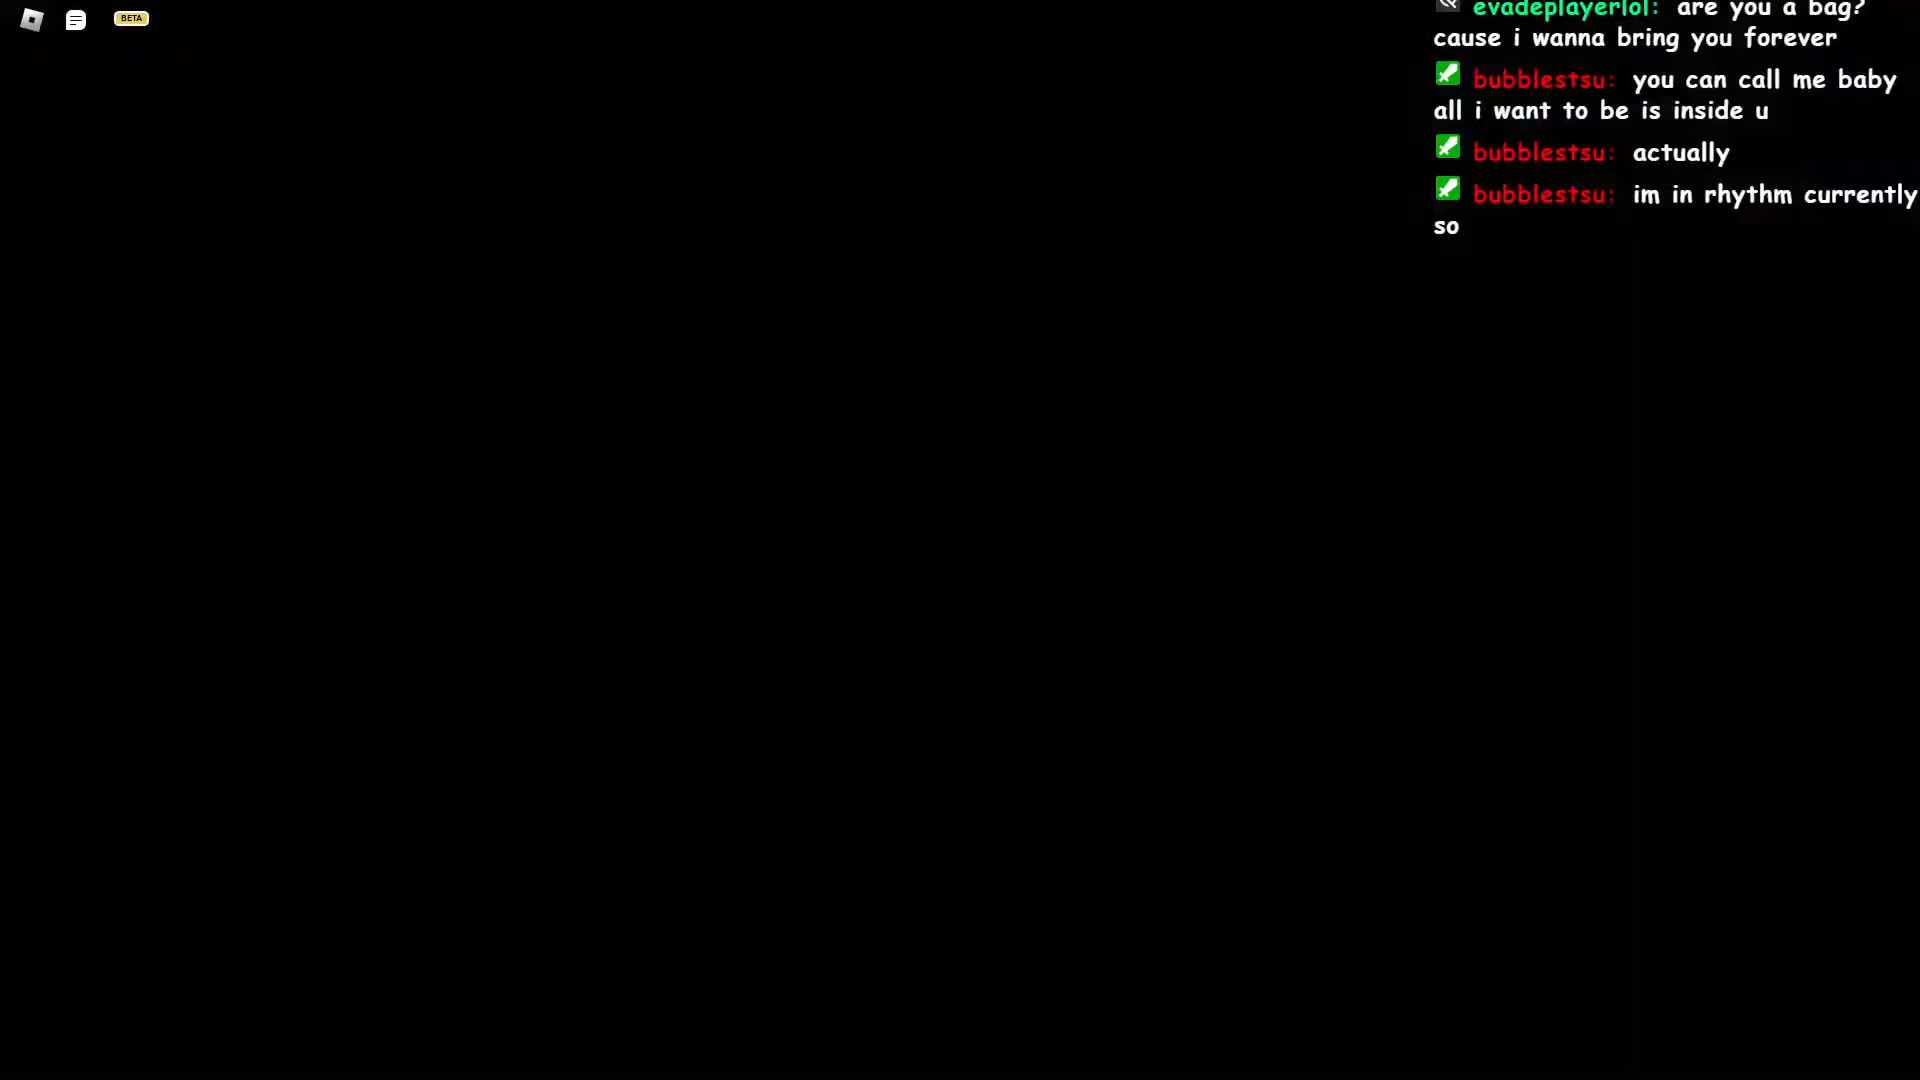 BETA
evadeplayerlol: are you a bag?
cause i wanna bring you forever
bubblestsu: you can call me baby
all i want to be is inside u
bubblestsu: actually
bubblestsu: im in rhythm currently
so